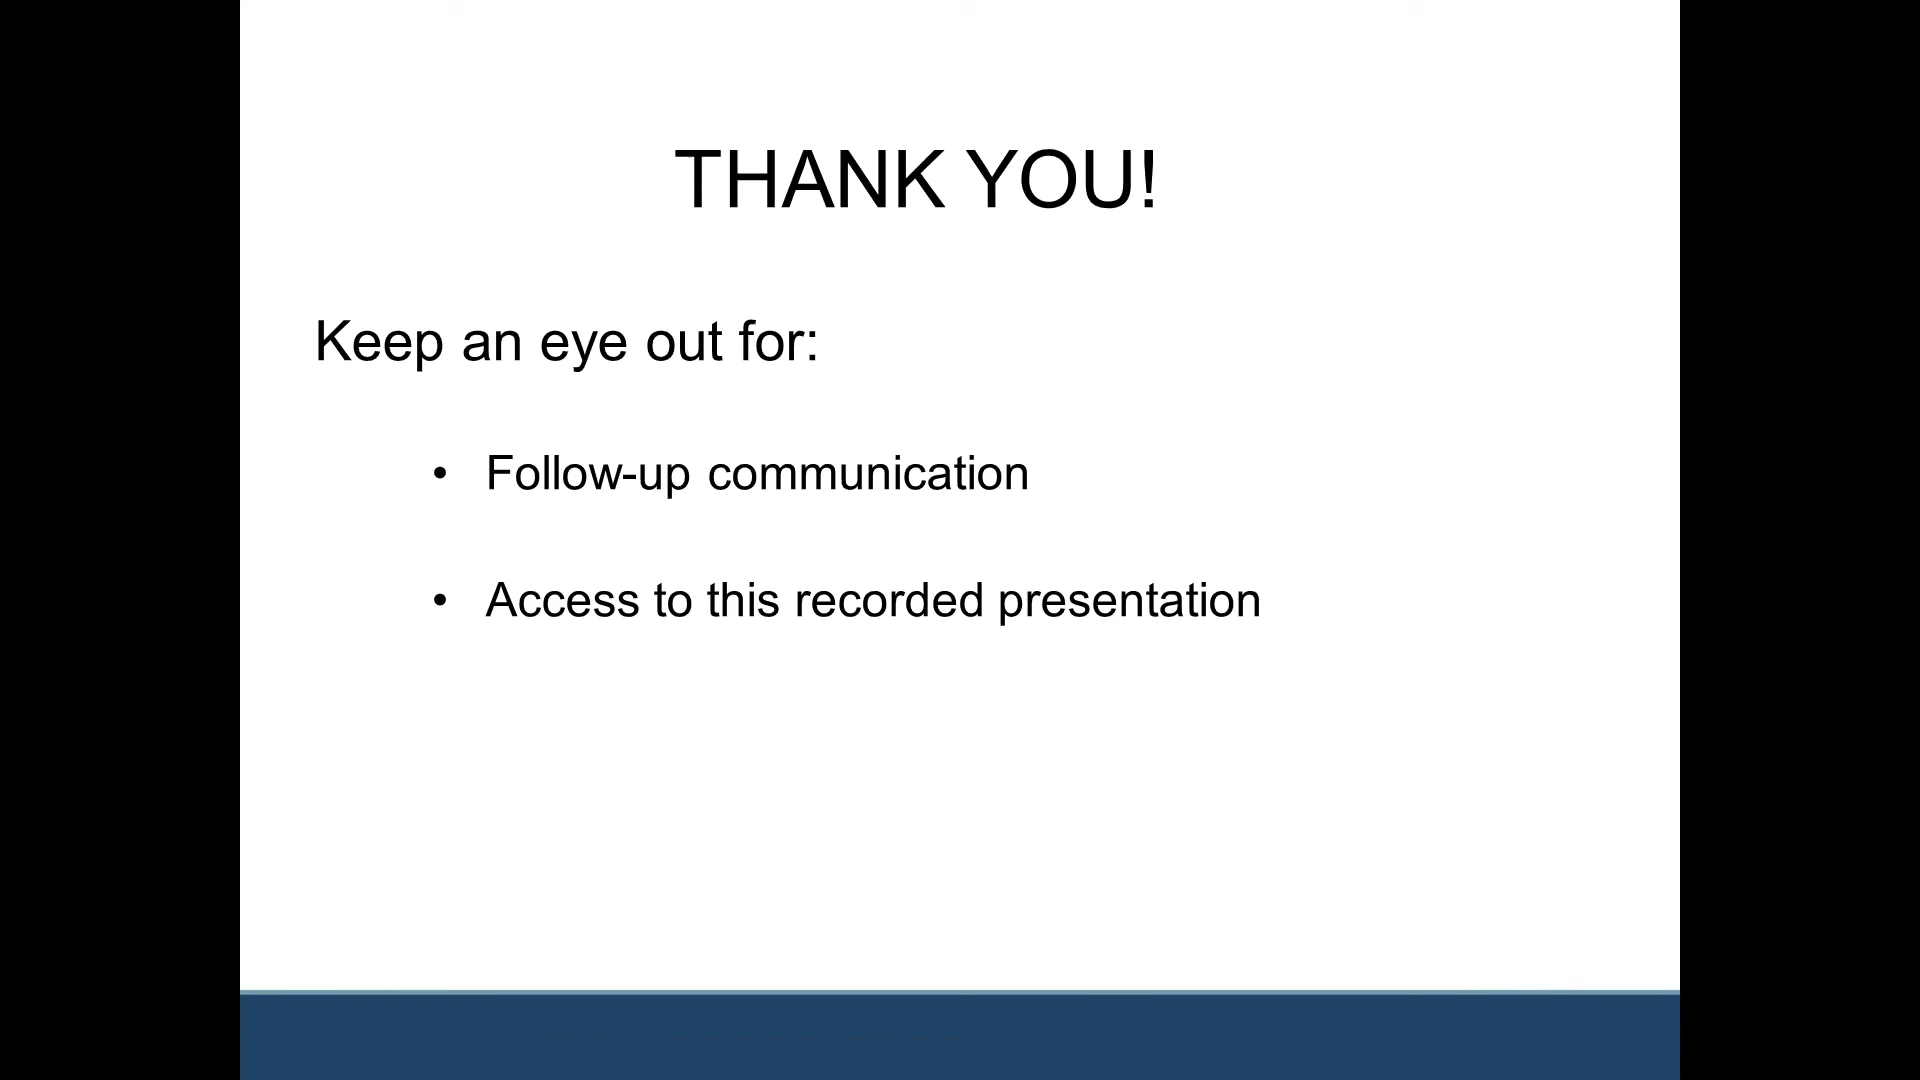 THANK YOU!
Keep an eye out for:
• Follow-up communication
• Access to this recorded presentation